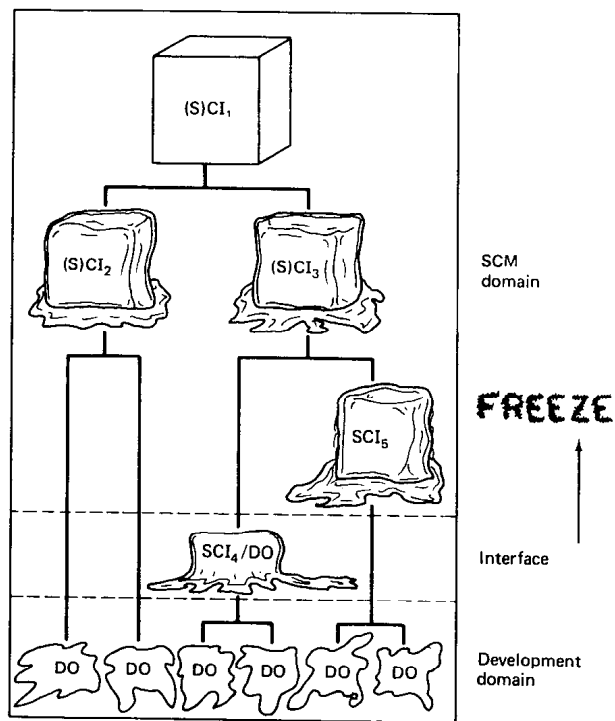 (S)CI₁
(S)CI₂
(S)CI₃
SCM
domain
FREEZE
SCI₅
SCI₄/DO
Interface
DO DO DO DO DO DO
Development
domain